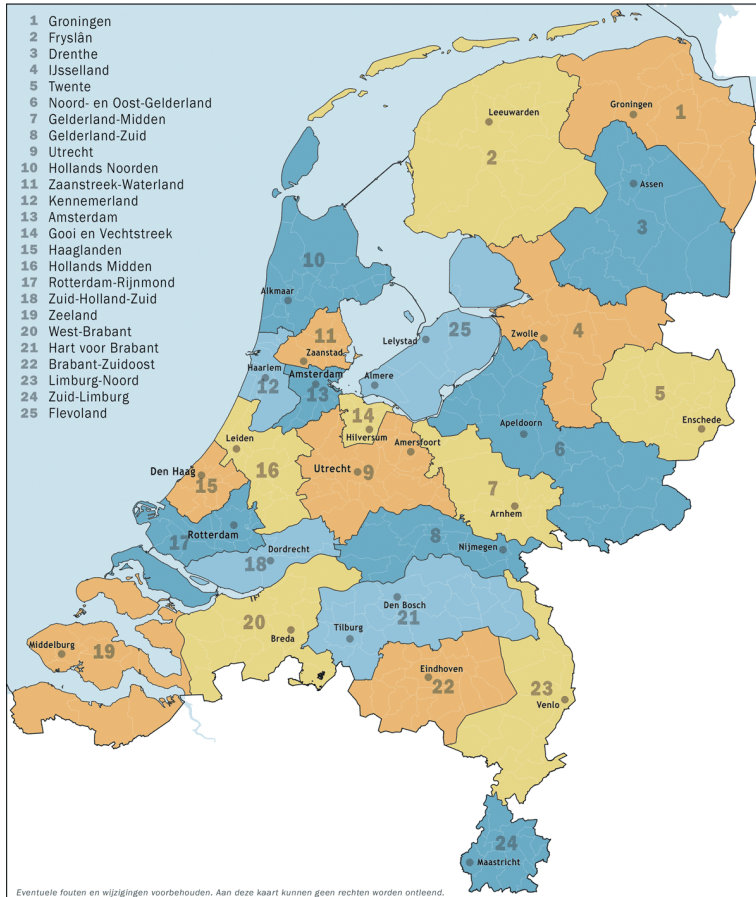 1 Groningen
2 Fryslân
3 Drenthe
4 IJsselland
5 Twente
6 Noord- en Oost-Gelderland
7 Gelderland-Midden
8 Gelderland-Zuid
9 Utrecht
10 Hollands Noorden
11 Zaanstreek-Waterland
12 Kennemerland
13 Amsterdam
14 Gooi en Vechtstreek
15 Haaglanden
16 Hollands Midden
17 Rotterdam-Rijnmond
18 Zuid-Holland-Zuid
19 Zeeland
20 West-Brabant
21 Hart voor Brabant
22 Brabant-Zuidoost
23 Limburg-Noord
24 Zuid-Limburg
25 Flevoland
Leeuwarden
Groningen
1
2
Assen
3
10
Alkmaar
11
Zaanstad
Lelystad
25
Zwolle
4
Haarlem
12
Amsterdam
13
Almere
5
Enschede
14
Hilversum
Apeldoorn
6
Leiden
16
Amersfoort
Den Haag
15
Utrecht
9
7
Arnhem
Rotterdam
17
Dordrecht
18
8
Nijmegen
Den Bosch
21
Tilburg
20
Breda
Middelburg
19
Eindhoven
22
23
Venlo
24
Maastricht
Eventuele fouten en wijzigingen voorbehouden. Aan deze kaart kunnen geen rechten worden ontleend.